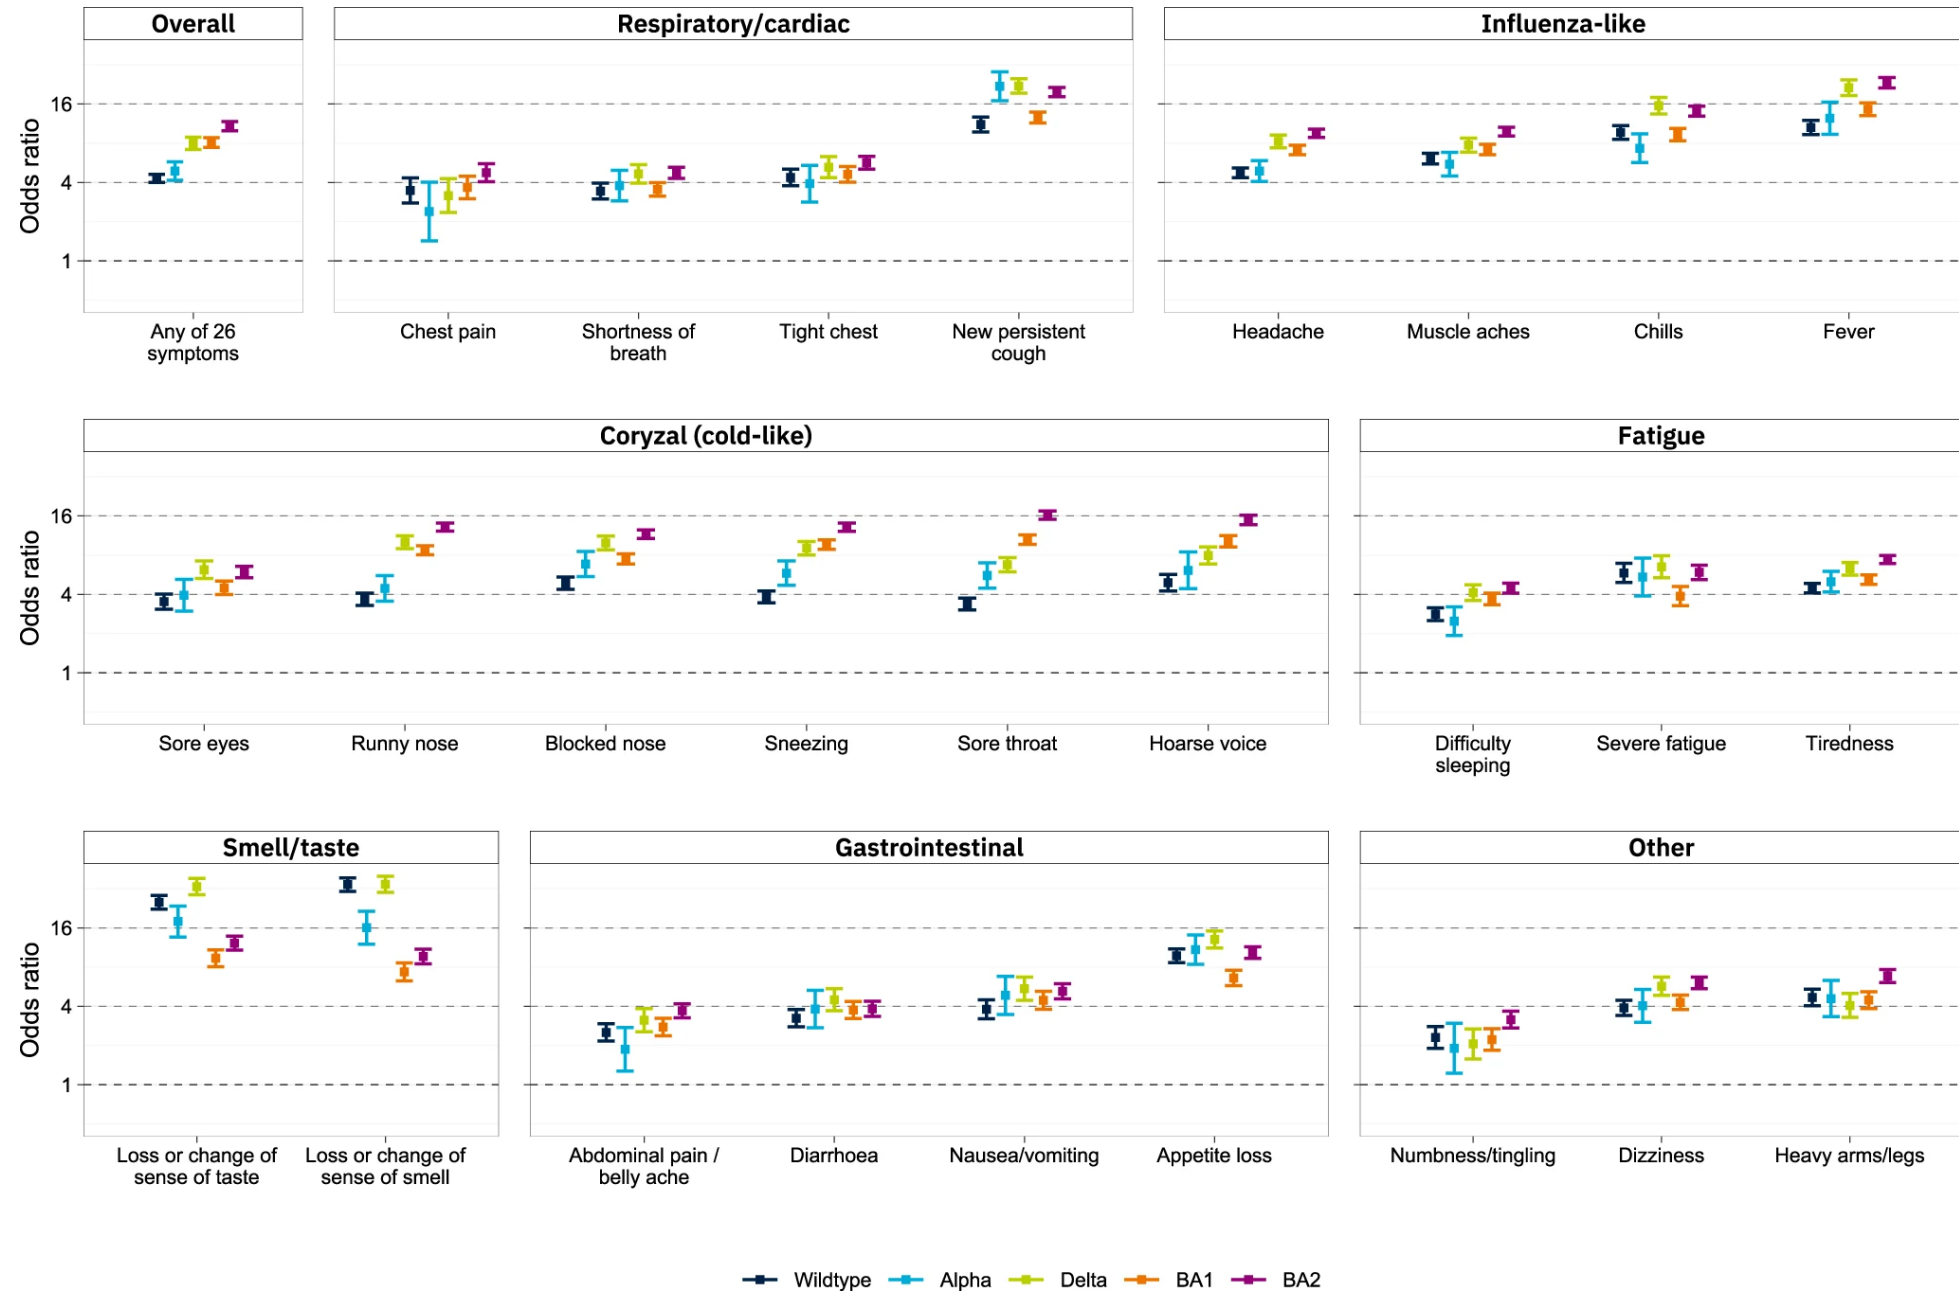 Overall
Respiratory/cardiac
Influenza-like
Odds ratio
16
4
1
Any of 26
symptoms
Chest pain
Shortness of
breath
Tight chest
New persistent
cough
Headache
Muscle aches
Chills
Fever
Coryzal (cold-like)
Fatigue
Odds ratio
16
4
1
Sore eyes
Runny nose
Blocked nose
Sneezing
Sore throat
Hoarse voice
Difficulty
sleeping
Severe fatigue
Tiredness
Smell/taste
Gastrointestinal
Other
Odds ratio
16
4
1
Loss or change of
sense of taste
Loss or change of
sense of smell
Abdominal pain /
belly ache
Diarrhoea
Nausea/vomiting
Appetite loss
Numbness/tingling
Dizziness
Heavy arms/legs
Wildtype
Alpha
Delta
BA1
BA2